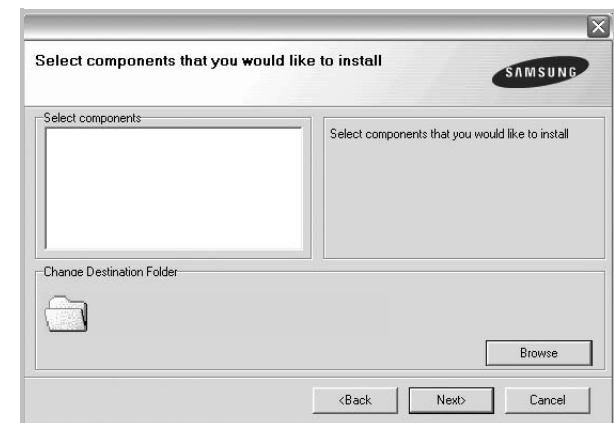 Select components that you would like to install
SAMSUNG
Select components
Select components that you would like to install
Change Destination Folder
Browse
<Back
Next>
Cancel